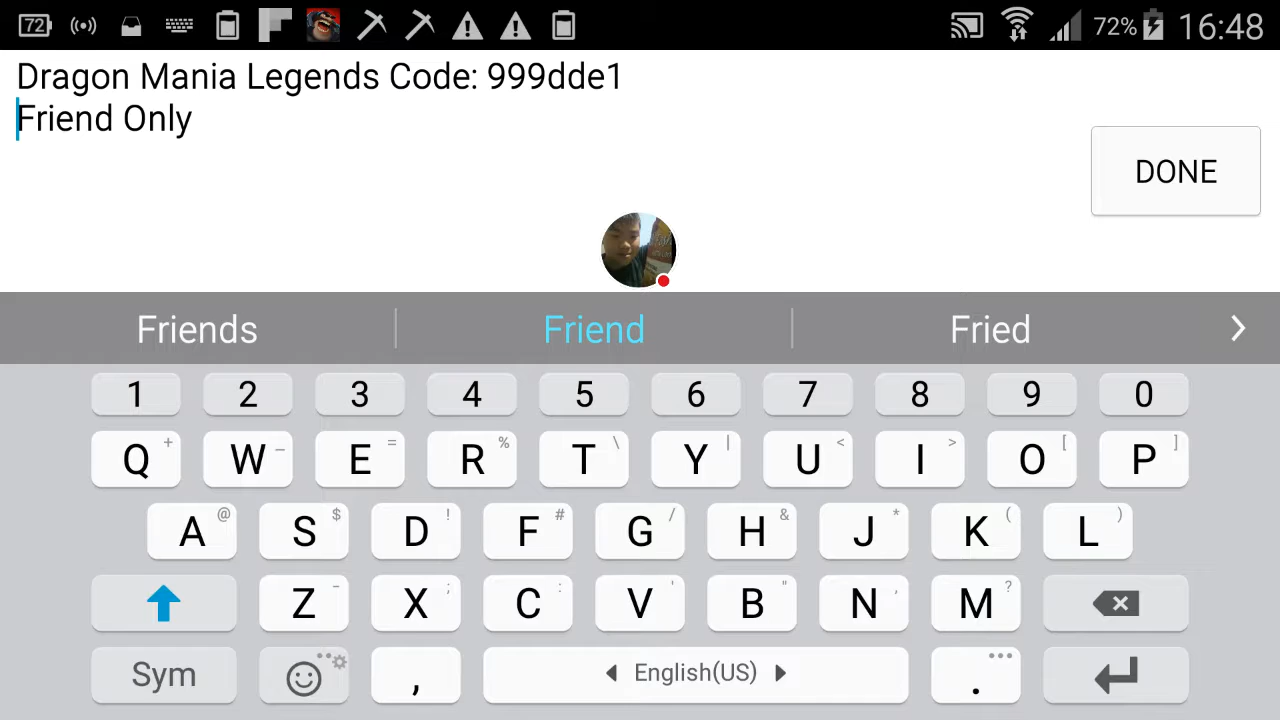 72 72% 16:48
Dragon Mania Legends Code: 999dde1
Friend Only
DONE
Friends Friend Fried >
1 2 3 4 5 6 7 8 9 0
Q + W _ E = R % T \ Y | U < I > O [ P ]
A @ S $ D ! F # G / H & J * K ( L )
Z - X ; C : V ' B " N , M ?
Sym , English(US) .